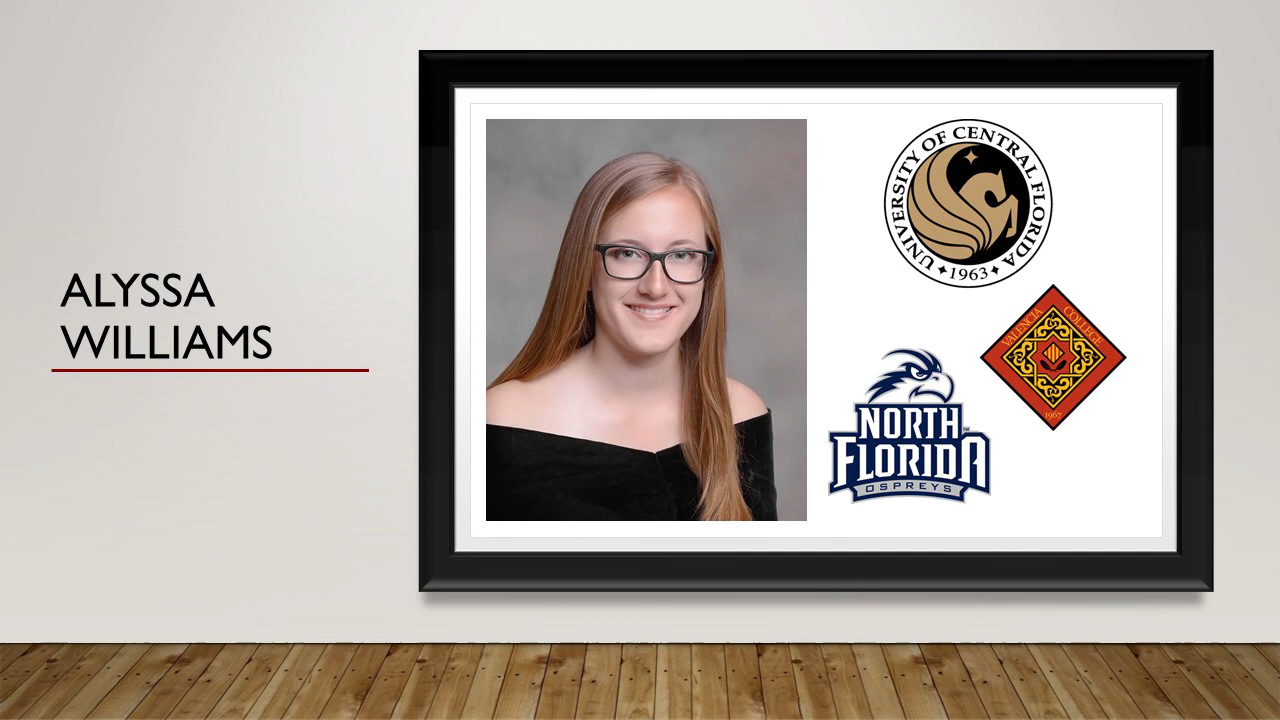 ALYSSA
WILLIAMS
UNIVERSITY OF CENTRAL FLORIDA
1963
VALENCIA COLLEGE
1967
NORTH
FLORIDA
OSPREYS